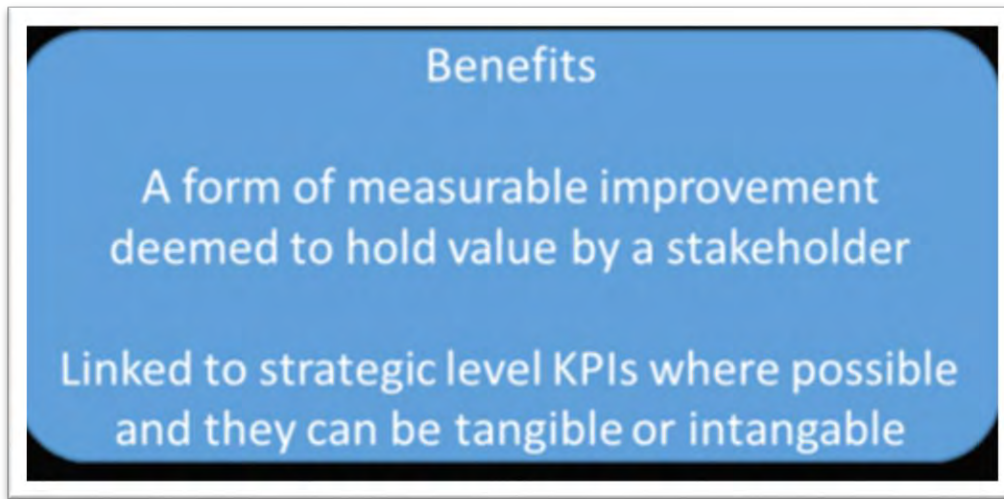 Benefits
A form of measurable improvement
deemed to hold value by a stakeholder
Linked to strategic level KPIs where possible
and they can be tangible or intangable